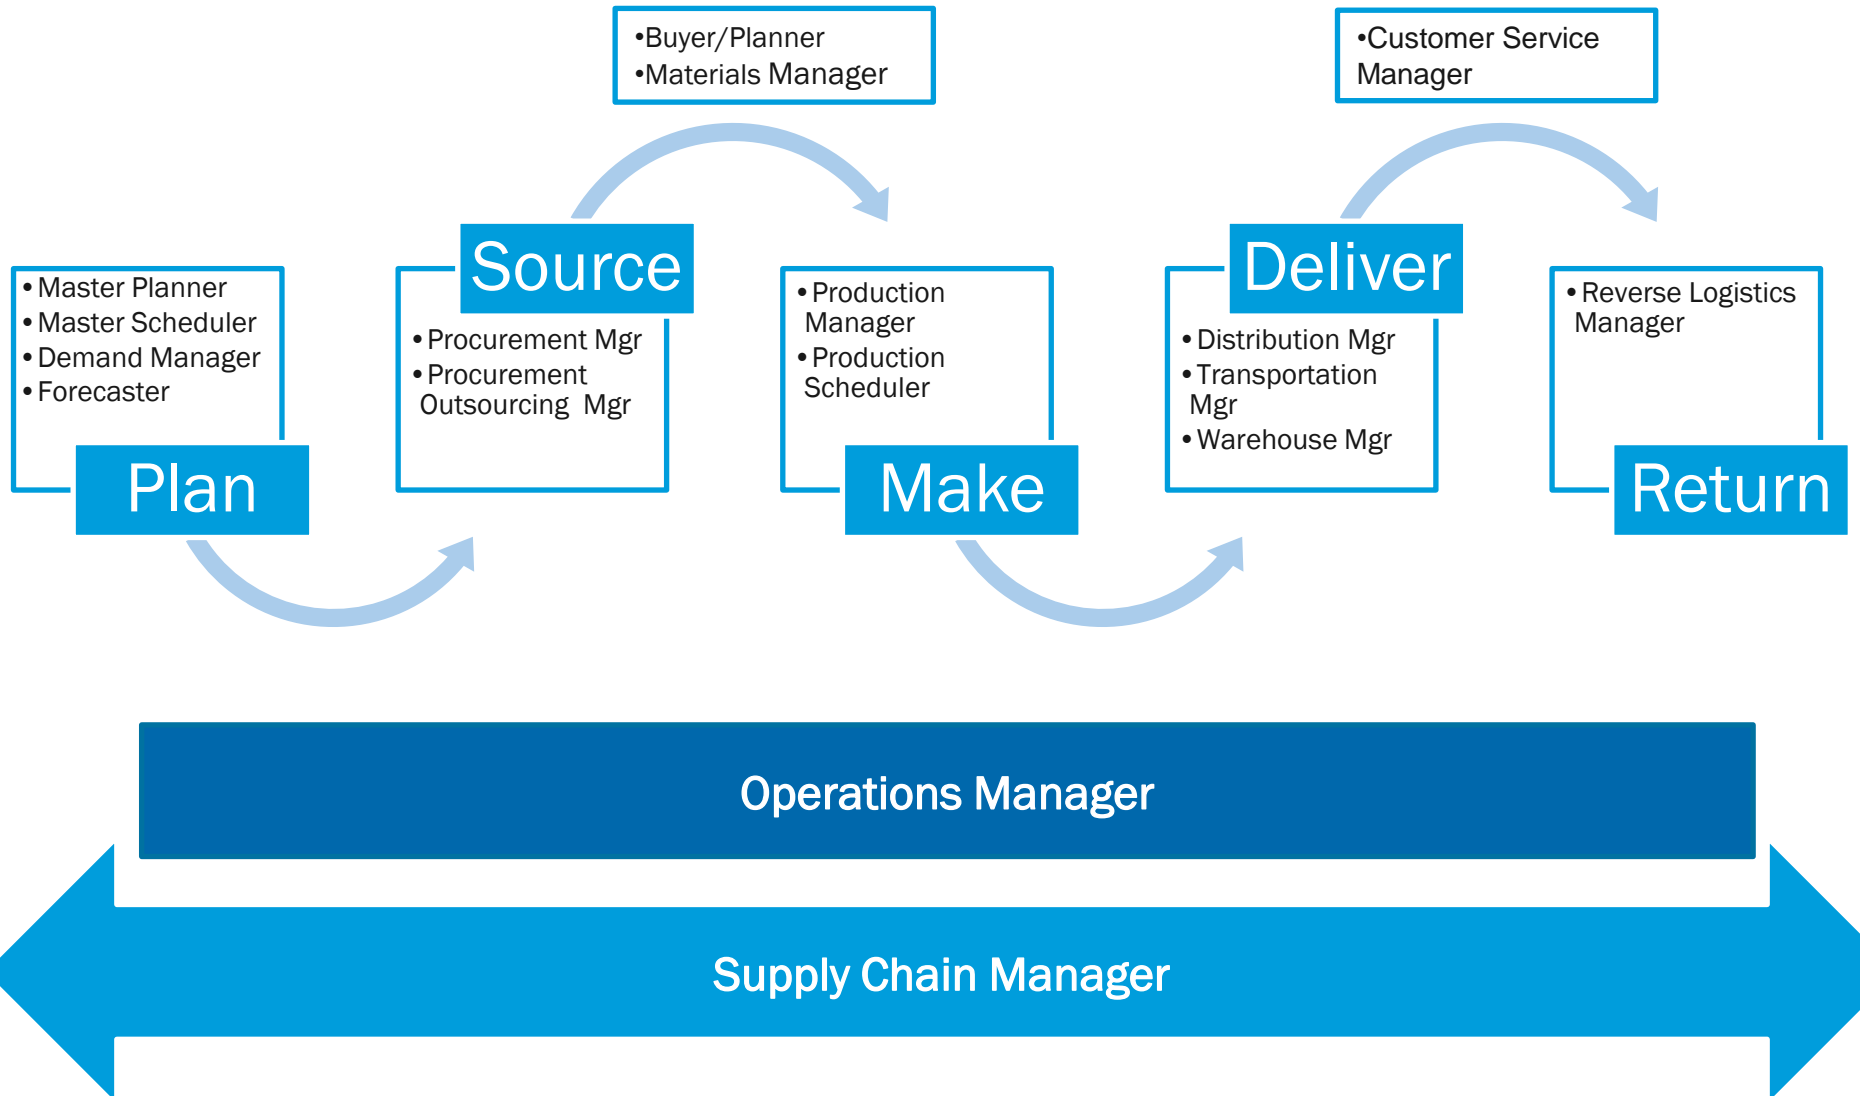 •Buyer/Planner
•Materials Manager
•Customer Service
Manager
• Master Planner
• Master Scheduler
• Demand Manager
• Forecaster
Plan
Source
• Procurement Mgr
• Procurement
Outsourcing  Mgr
• Production
Manager
• Production
Scheduler
Make
Deliver
• Distribution Mgr
• Transportation
Mgr
• Warehouse Mgr
• Reverse Logistics
Manager
Return
Operations Manager
Supply Chain Manager